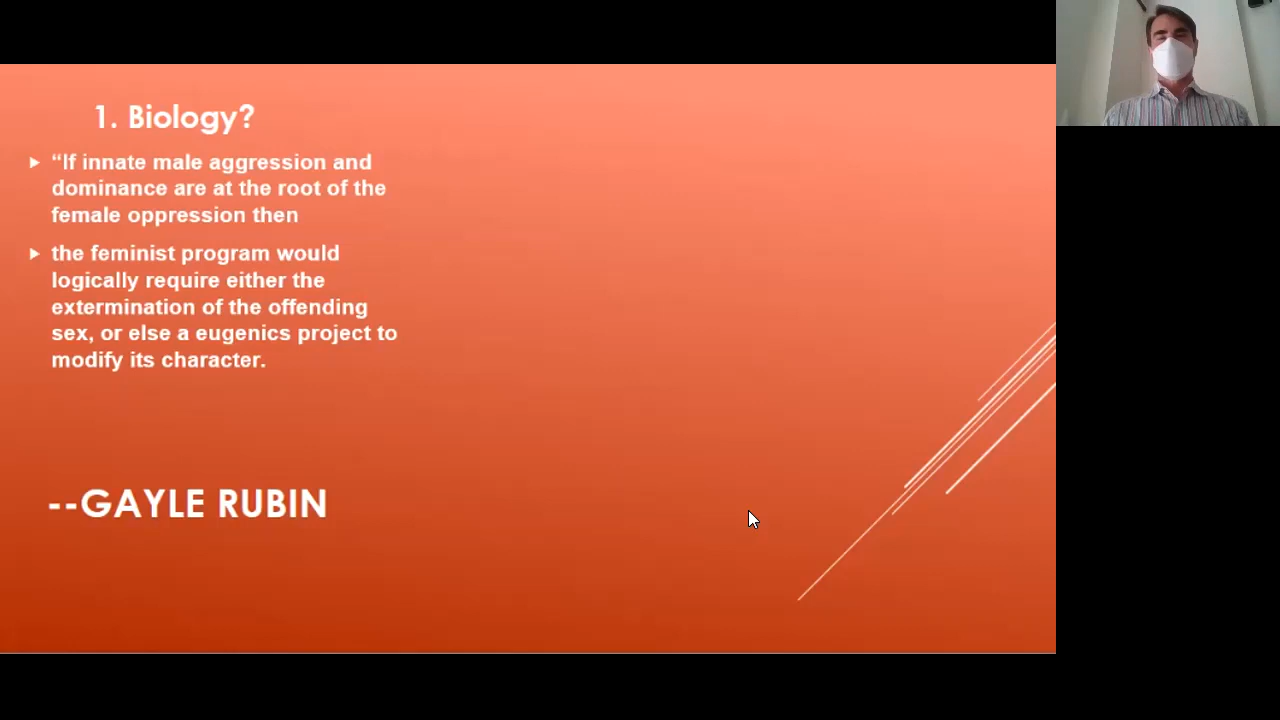 1. Biology?
“If innate male aggression and
dominance are at the root of the
female oppression then
the feminist program would
logically require either the
extermination of the offending
sex, or else a eugenics project to
modify its character.
--GAYLE RUBIN